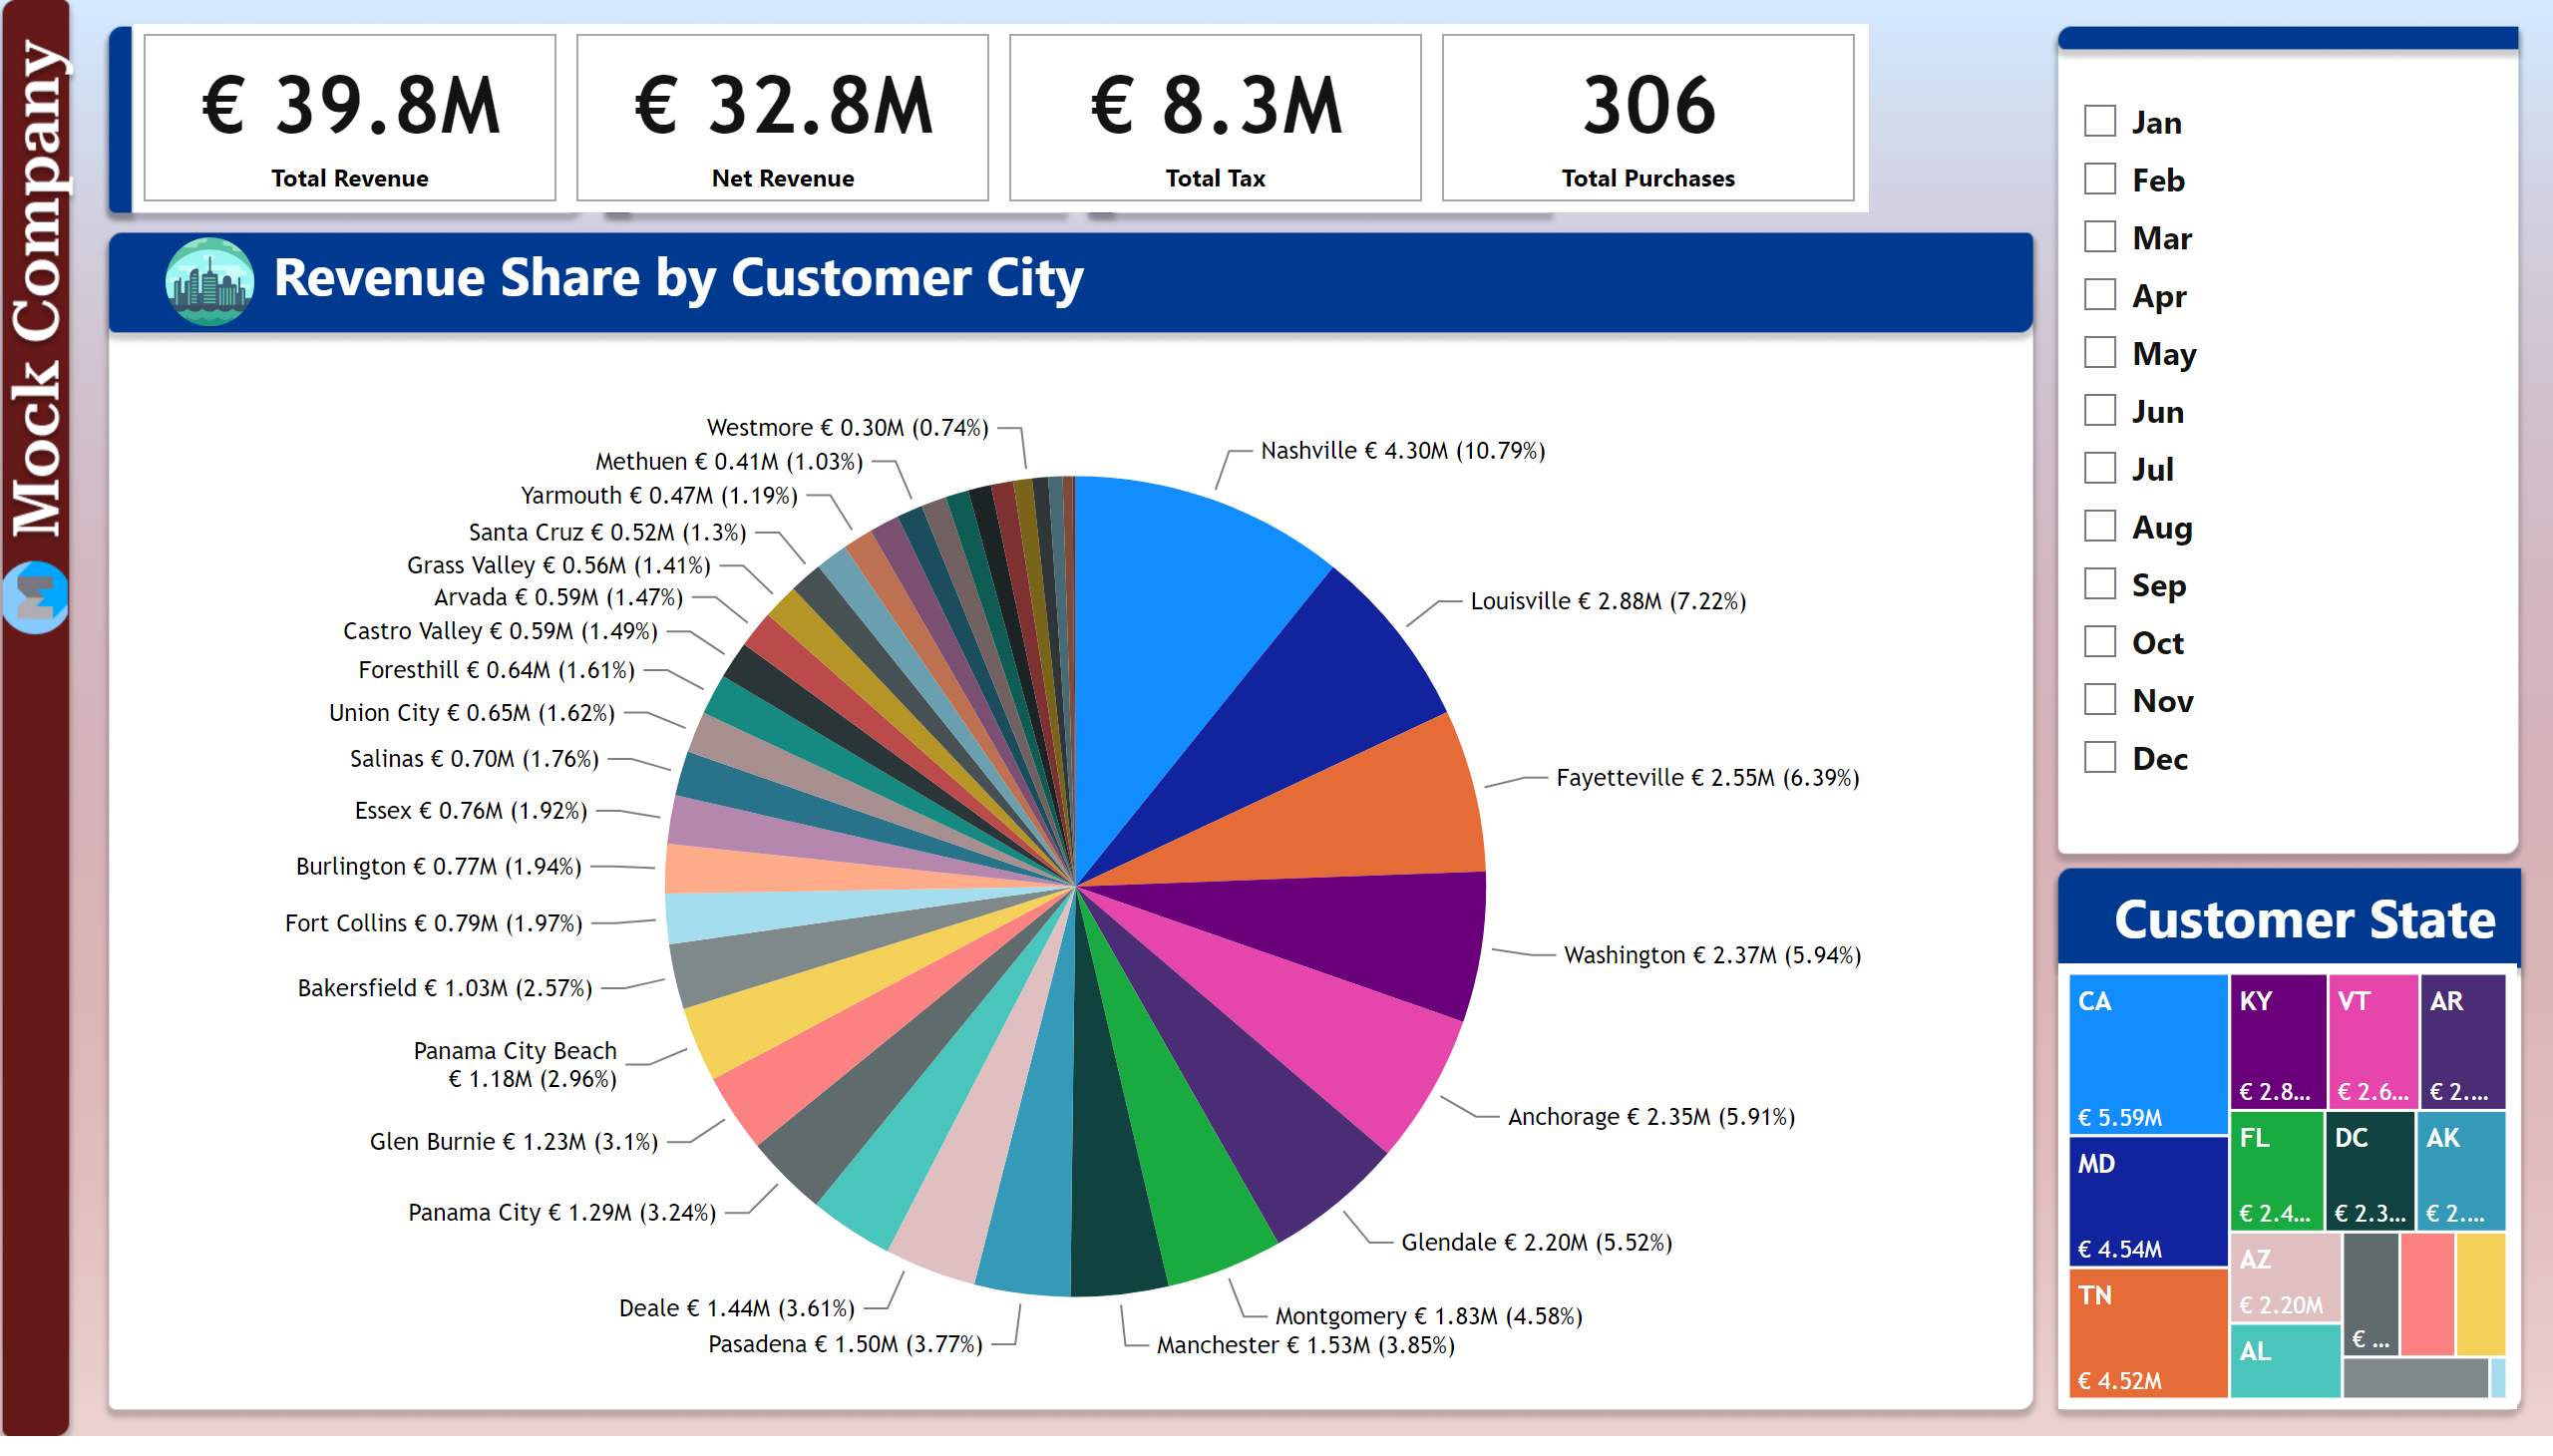 Mock Company
€ 39.8M
Total Revenue
€ 32.8M
Net Revenue
€ 8.3M
Total Tax
306
Total Purchases
Revenue Share by Customer City
Westmore € 0.30M (0.74%)
Methuen € 0.41M (1.03%)
Yarmouth € 0.47M (1.19%)
Santa Cruz € 0.52M (1.3%)
Grass Valley € 0.56M (1.41%)
Arvada € 0.59M (1.47%)
Castro Valley € 0.59M (1.49%)
Foresthill € 0.64M (1.61%)
Union City € 0.65M (1.62%)
Salinas € 0.70M (1.76%)
Essex € 0.76M (1.92%)
Burlington € 0.77M (1.94%)
Fort Collins € 0.79M (1.97%)
Bakersfield € 1.03M (2.57%)
Panama City Beach
€ 1.18M (2.96%)
Glen Burnie € 1.23M (3.1%)
Panama City € 1.29M (3.24%)
Deale € 1.44M (3.61%)
Pasadena € 1.50M (3.77%)
Nashville € 4.30M (10.79%)
Louisville € 2.88M (7.22%)
Fayetteville € 2.55M (6.39%)
Washington € 2.37M (5.94%)
Anchorage € 2.35M (5.91%)
Glendale € 2.20M (5.52%)
Montgomery € 1.83M (4.58%)
Manchester € 1.53M (3.85%)
Jan
Feb
Mar
Apr
May
Jun
Jul
Aug
Sep
Oct
Nov
Dec
Customer State
CA
€ 5.59M
MD
€ 4.54M
TN
€ 4.52M
KY
€ 2.8...
VT
€ 2.6...
AR
€ 2....
FL
€ 2.4...
DC
€ 2.3...
AK
€ 2....
AZ
€ 2.20M
AL
€ ...